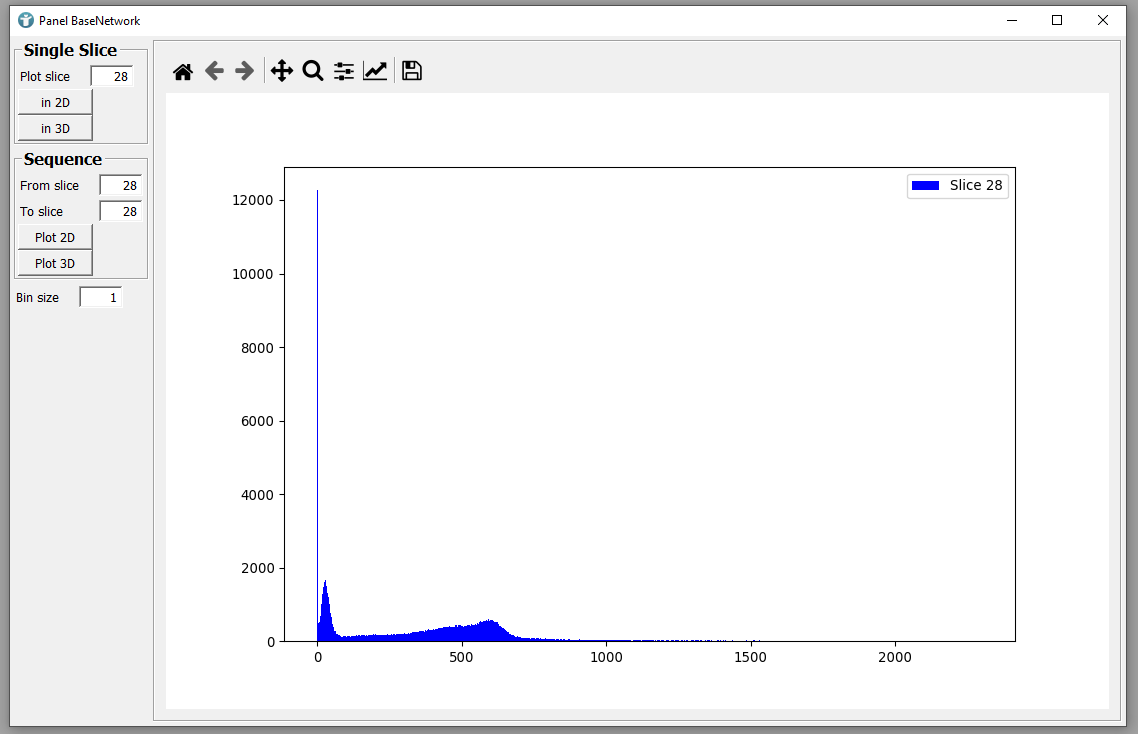 Panel BaseNetwork
Single Slice
Plot slice 28
in 2D
in 3D
Sequence
From slice 28
To slice 28
Plot 2D
Plot 3D
Bin size 1
Slice 28
12000
10000
8000
6000
4000
2000
0
0 500 1000 1500 2000